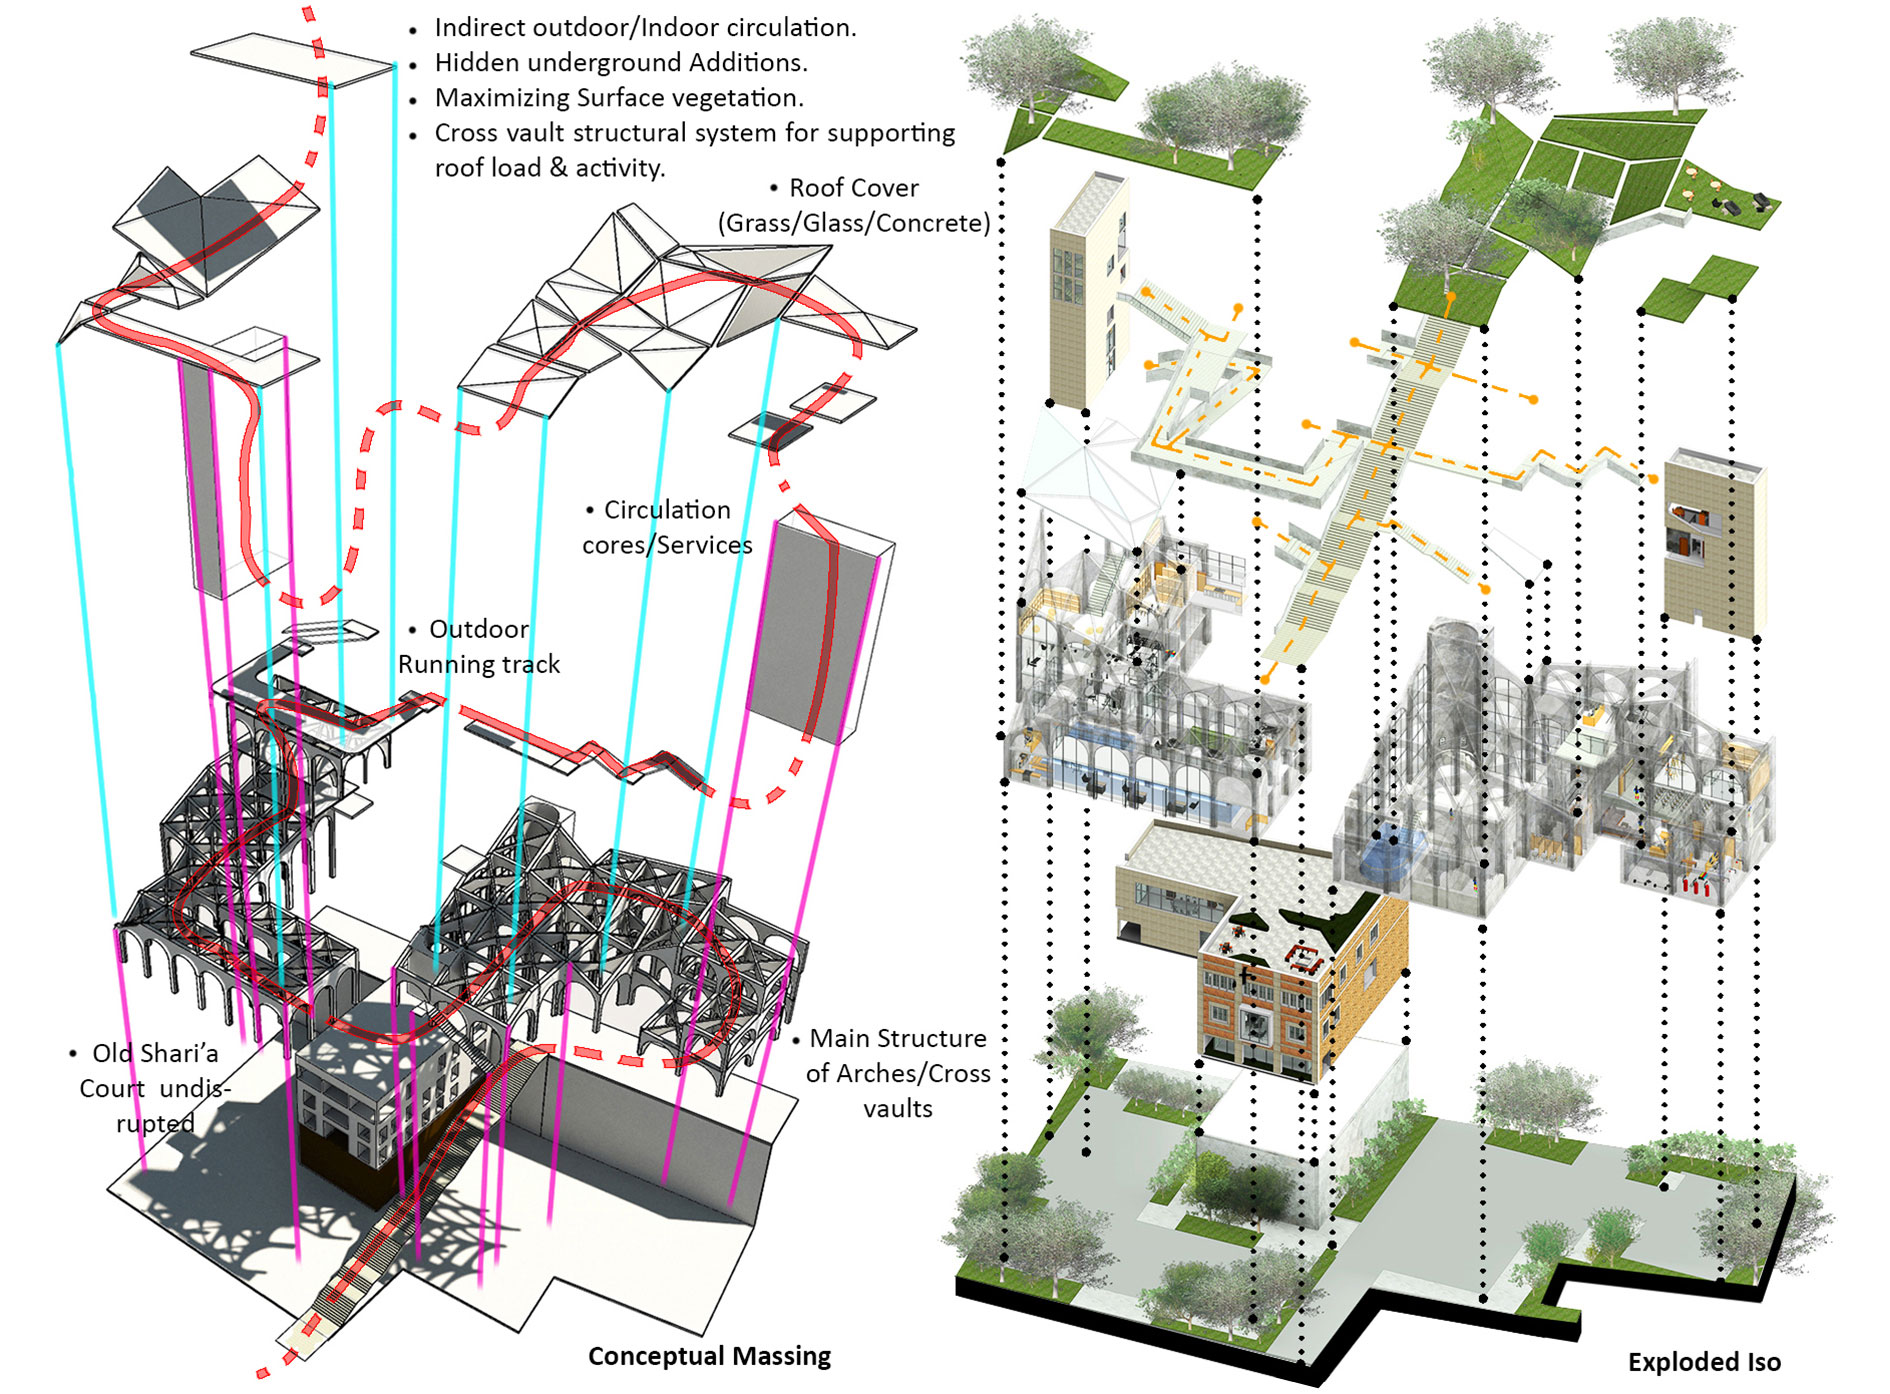 • Indirect outdoor/Indoor circulation.
• Hidden underground Additions.
• Maximizing Surface vegetation.
• Cross vault structural system for supporting
roof load & activity.
• Roof Cover
(Grass/Glass/Concrete)
• Circulation
cores/Services
• Outdoor
Running track
• Old Shari’a
Court undis-
rupted
• Main Structure
of Arches/Cross
vaults
Conceptual Massing
Exploded Iso